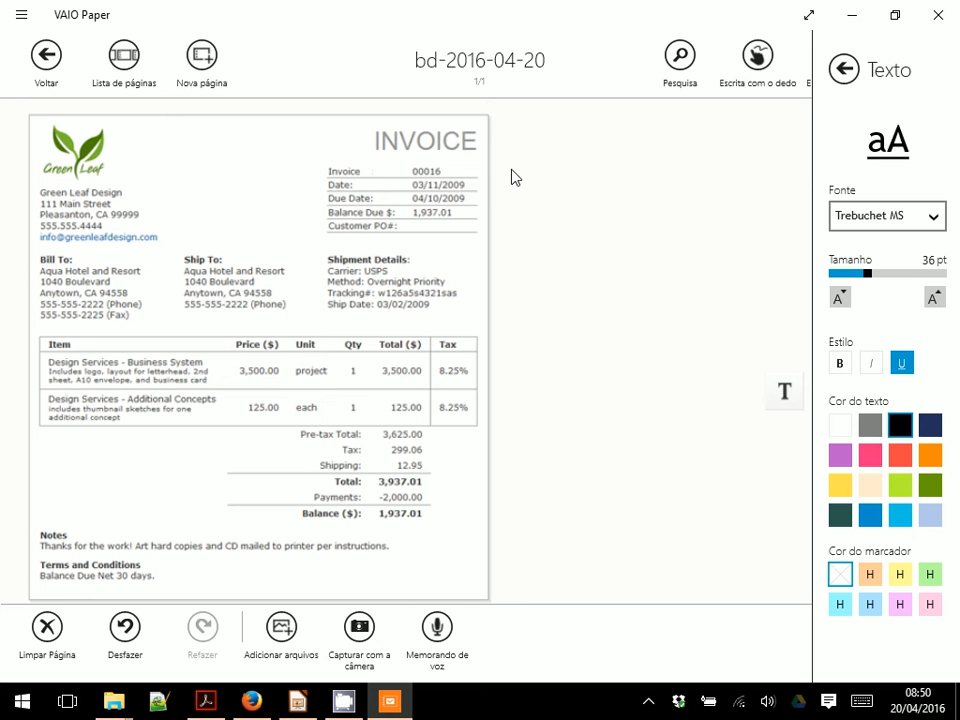 VAIO Paper
Voltar
Lista de páginas
Nova página
bd-2016-04-20
1/1
Pesquisa
Escrita com o dedo
E
Texto
aA
Fonte
Trebuchet MS
Tamanho 36 pt
A A
Estilo
B I U
Cor do texto
Cor do marcador
H H H
H H H H
T
Green Leaf
INVOICE
Green Leaf Design
111 Main Street
Pleasanton, CA 99999
555.555.4444
info@greenleafdesign.com
Invoice 00016
Date: 03/11/2009
Due Date: 04/10/2009
Balance Due $: 1,937.01
Customer PO#:
Bill To:
Aqua Hotel and Resort
1040 Boulevard
Anytown, CA 94558
555-555-2222 (Phone)
555-555-2225 (Fax)
Ship To:
Aqua Hotel and Resort
1040 Boulevard
Anytown, CA 94558
555-555-2222 (Phone)
Shipment Details:
Carrier: USPS
Method: Overnight Priority
Tracking#: w126a5s4321sas
Ship Date: 03/02/2009
Item Price ($) Unit Qty Total ($) Tax
Design Services - Business System
Includes logo, layout for letterhead, 2nd
sheet, A10 envelope, and business card
3,500.00 project 1 3,500.00 8.25%
Design Services - Additional Concepts
includes thumbnail sketches for one
additional concept
125.00 each 1 125.00 8.25%
Pre-tax Total: 3,625.00
Tax: 299.06
Shipping: 12.95
Total: 3,937.01
Payments: -2,000.00
Balance ($): 1,937.01
Notes
Thanks for the work! Art hard copies and CD mailed to printer per instructions.
Terms and Conditions
Balance Due Net 30 days.
Limpar Página
Desfazer
Refazer
Adicionar arquivos
Capturar com a
câmera
Memorando de
voz
08:50
20/04/2016